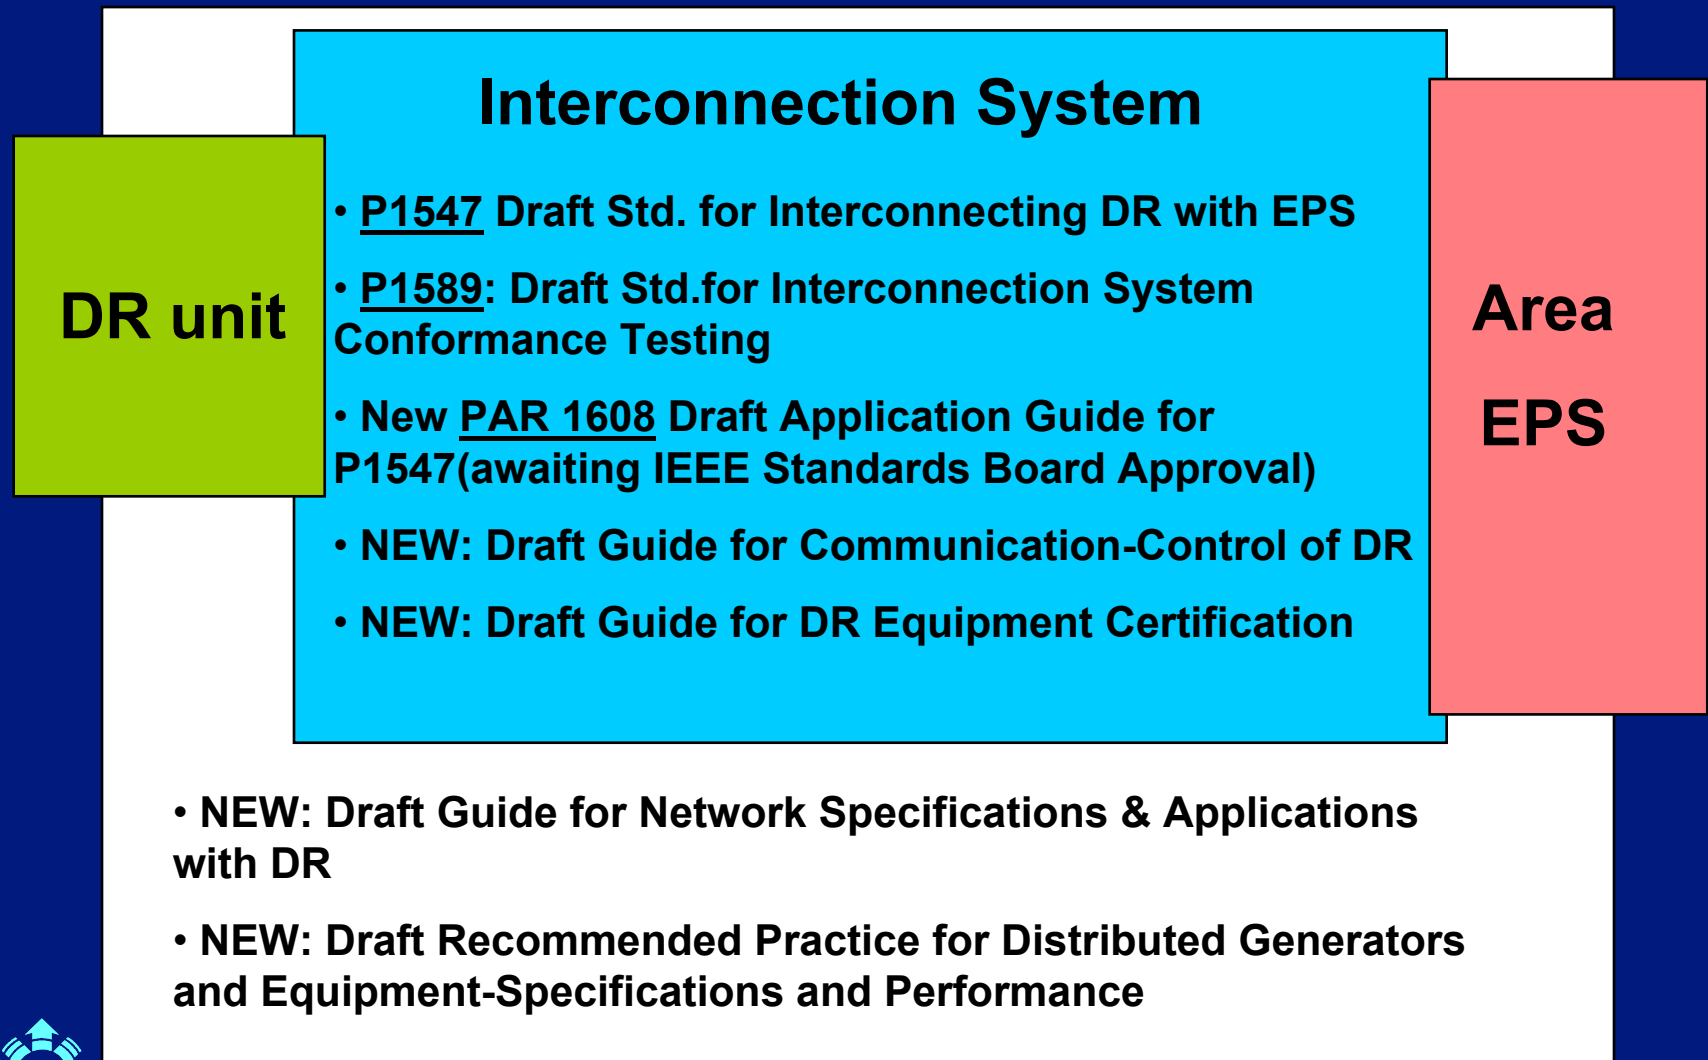 Interconnection System
• P1547 Draft Std. for Interconnecting DR with EPS
• P1589: Draft Std.for Interconnection System
Conformance Testing
• New PAR 1608 Draft Application Guide for
P1547(awaiting IEEE Standards Board Approval)
• NEW: Draft Guide for Communication-Control of DR
• NEW: Draft Guide for DR Equipment Certification
DR unit
Area
EPS
• NEW: Draft Guide for Network Specifications & Applications
with DR
• NEW: Draft Recommended Practice for Distributed Generators
and Equipment-Specifications and Performance